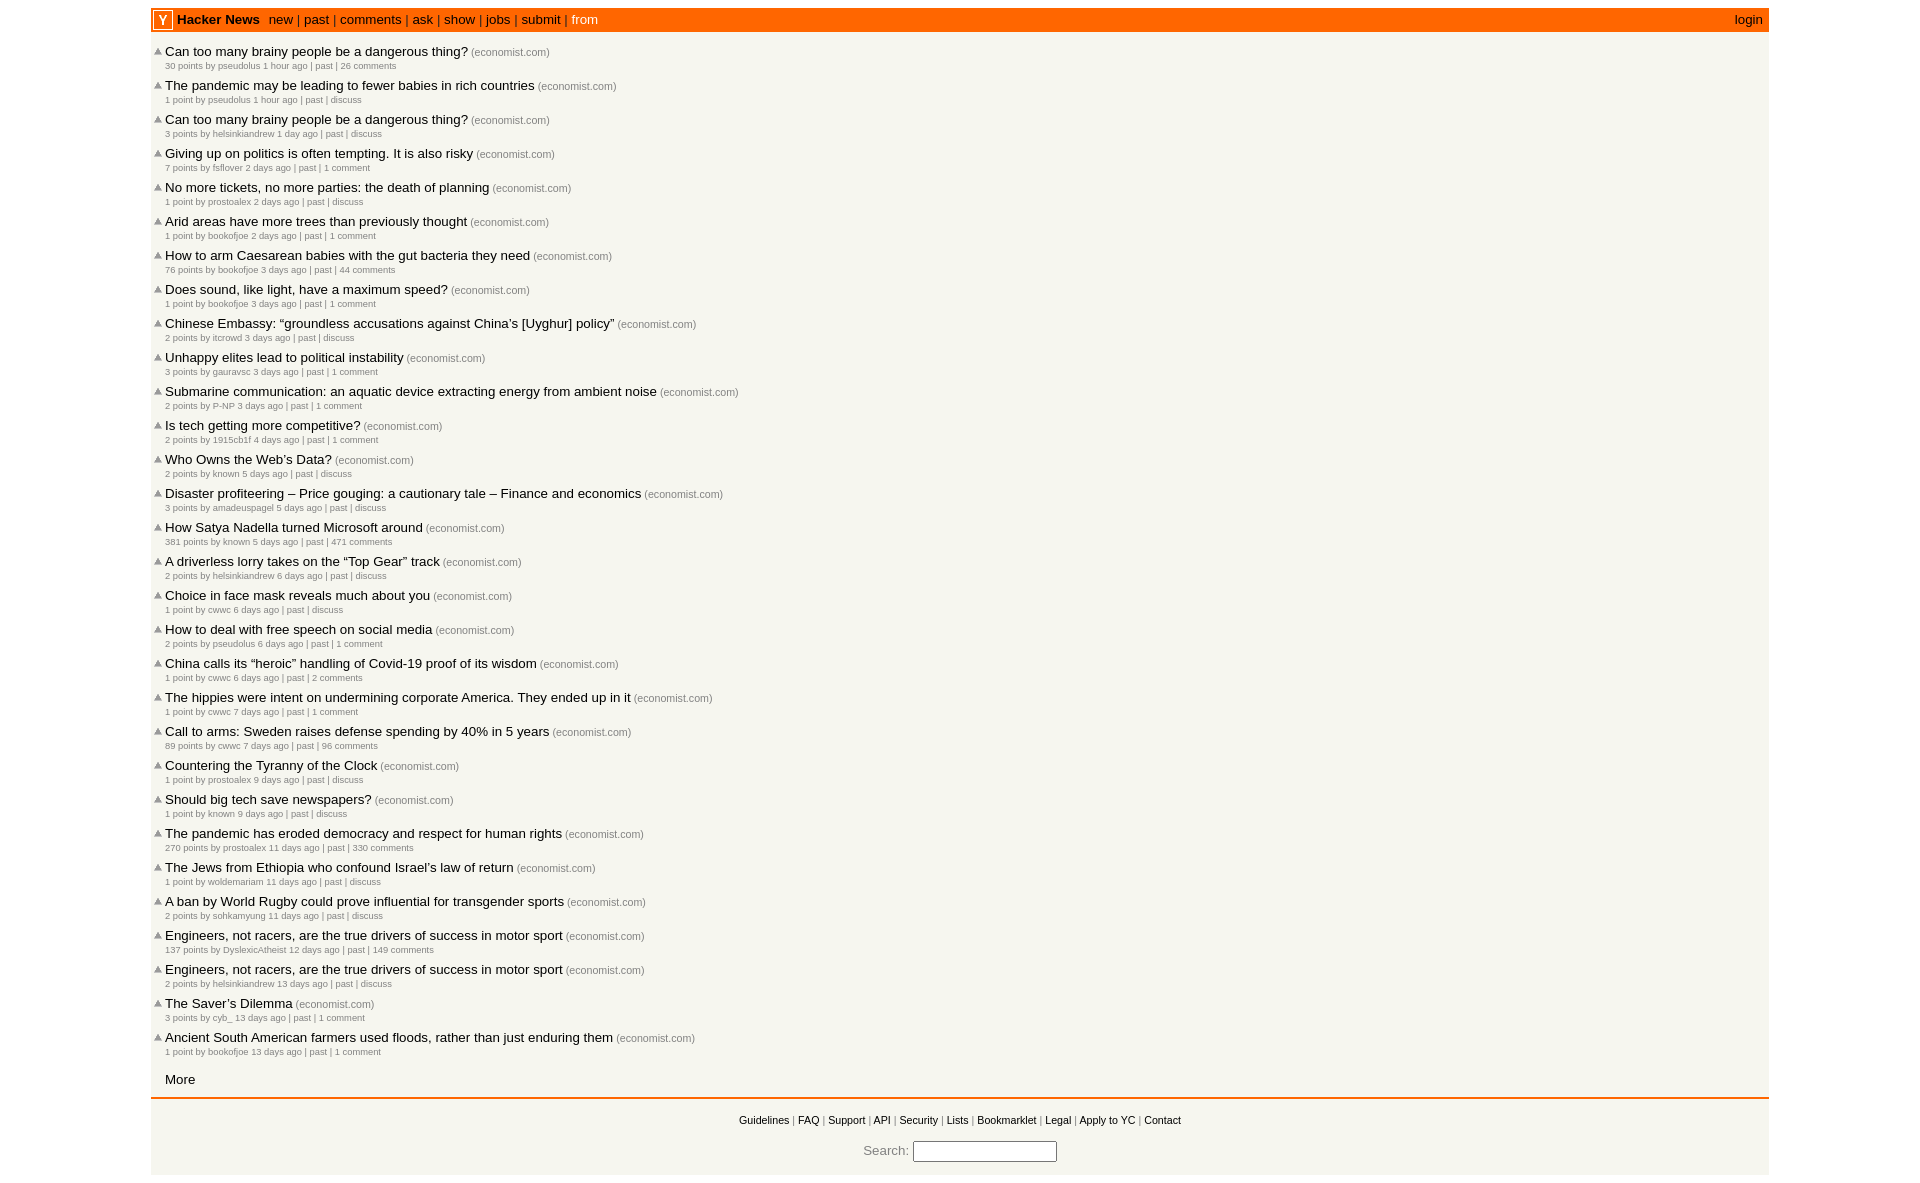 Y Hacker News new | past | comments | ask | show | jobs | submit | from login
Can too many brainy people be a dangerous thing? (economist.com)
30 points by pseudolus 1 hour ago | past | 26 comments
The pandemic may be leading to fewer babies in rich countries (economist.com)
1 point by pseudolus 1 hour ago | past | discuss
Can too many brainy people be a dangerous thing? (economist.com)
3 points by helsinkiandrew 1 day ago | past | discuss
Giving up on politics is often tempting. It is also risky (economist.com)
7 points by fsflover 2 days ago | past | 1 comment
No more tickets, no more parties: the death of planning (economist.com)
1 point by prostoalex 2 days ago | past | discuss
Arid areas have more trees than previously thought (economist.com)
1 point by bookofjoe 2 days ago | past | 1 comment
How to arm Caesarean babies with the gut bacteria they need (economist.com)
76 points by bookofjoe 3 days ago | past | 44 comments
Does sound, like light, have a maximum speed? (economist.com)
1 point by bookofjoe 3 days ago | past | 1 comment
Chinese Embassy: “groundless accusations against China’s [Uyghur] policy” (economist.com)
2 points by itcrowd 3 days ago | past | discuss
Unhappy elites lead to political instability (economist.com)
3 points by gauravsc 3 days ago | past | 1 comment
Submarine communication: an aquatic device extracting energy from ambient noise (economist.com)
2 points by P-NP 3 days ago | past | 1 comment
Is tech getting more competitive? (economist.com)
2 points by 1915cb1f 4 days ago | past | 1 comment
Who Owns the Web’s Data? (economist.com)
2 points by known 5 days ago | past | discuss
Disaster profiteering – Price gouging: a cautionary tale – Finance and economics (economist.com)
3 points by amadeuspagel 5 days ago | past | discuss
How Satya Nadella turned Microsoft around (economist.com)
381 points by known 5 days ago | past | 471 comments
A driverless lorry takes on the “Top Gear” track (economist.com)
2 points by helsinkiandrew 6 days ago | past | discuss
Choice in face mask reveals much about you (economist.com)
1 point by cwwc 6 days ago | past | discuss
How to deal with free speech on social media (economist.com)
2 points by pseudolus 6 days ago | past | 1 comment
China calls its “heroic” handling of Covid-19 proof of its wisdom (economist.com)
1 point by cwwc 6 days ago | past | 2 comments
The hippies were intent on undermining corporate America. They ended up in it (economist.com)
1 point by cwwc 7 days ago | past | 1 comment
Call to arms: Sweden raises defense spending by 40% in 5 years (economist.com)
89 points by cwwc 7 days ago | past | 96 comments
Countering the Tyranny of the Clock (economist.com)
1 point by prostoalex 9 days ago | past | discuss
Should big tech save newspapers? (economist.com)
1 point by known 9 days ago | past | discuss
The pandemic has eroded democracy and respect for human rights (economist.com)
270 points by prostoalex 11 days ago | past | 330 comments
The Jews from Ethiopia who confound Israel’s law of return (economist.com)
1 point by woldemariam 11 days ago | past | discuss
A ban by World Rugby could prove influential for transgender sports (economist.com)
2 points by sohkamyung 11 days ago | past | discuss
Engineers, not racers, are the true drivers of success in motor sport (economist.com)
137 points by DyslexicAtheist 12 days ago | past | 149 comments
Engineers, not racers, are the true drivers of success in motor sport (economist.com)
2 points by helsinkiandrew 13 days ago | past | discuss
The Saver’s Dilemma (economist.com)
3 points by cyb_ 13 days ago | past | 1 comment
Ancient South American farmers used floods, rather than just enduring them (economist.com)
1 point by bookofjoe 13 days ago | past | 1 comment
More
Guidelines | FAQ | Support | API | Security | Lists | Bookmarklet | Legal | Apply to YC | Contact
Search: